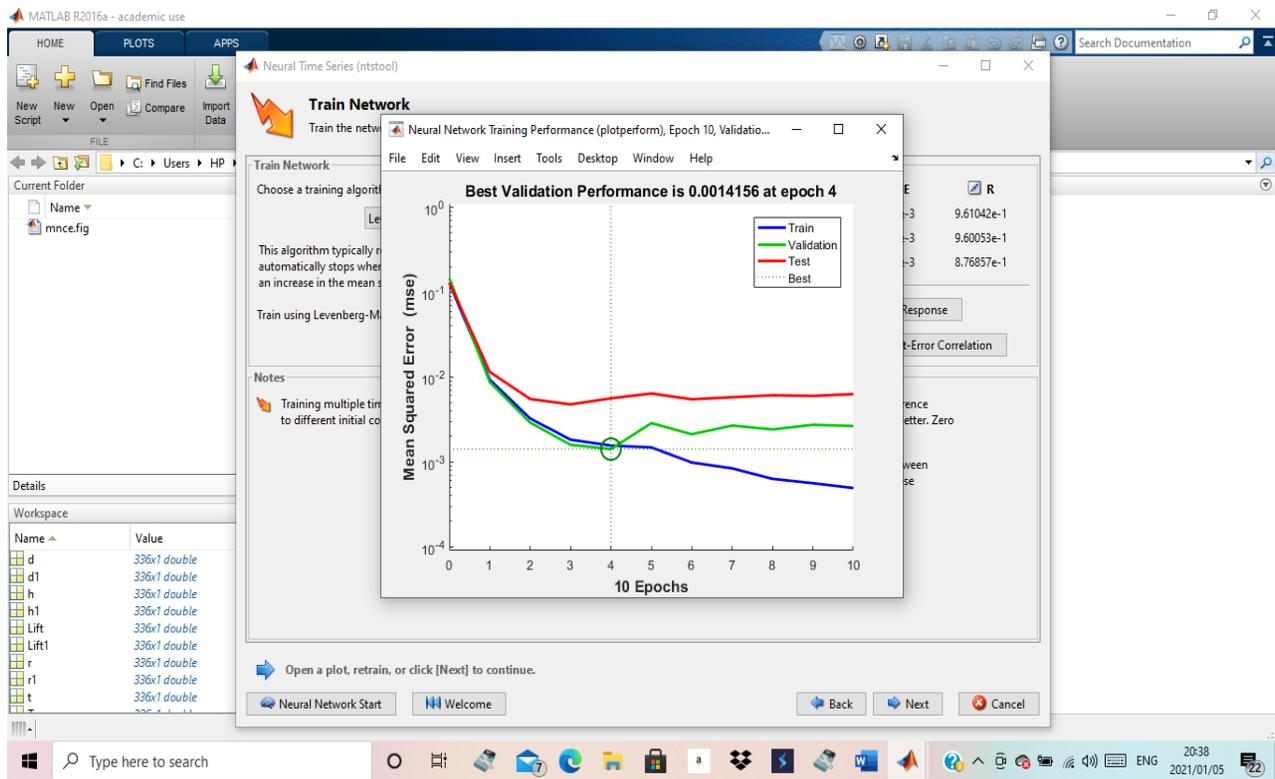 MATLAB R2016a - academic use
HOME PLOTS APPS
Search Documentation
New Script
New
Open
Find Files
Compare
Import Data
FILE
C: Users HP
Current Folder
Name
mnce.fig
Details
Workspace
Name Value
d 336x1 double
d1 336x1 double
h 336x1 double
h1 336x1 double
Lift 336x1 double
Lift1 336x1 double
r 336x1 double
r1 336x1 double
t 336x1 double
Neural Time Series (ntstool)
Train Network
Train the netw
Train Network
Choose a training algorit
Le
This algorithm typically r
automatically stops wher
an increase in the mean s
Train using Levenberg-Ma
Notes
Training multiple tim
to different initial co
E R
-3 9.61042e-1
-3 9.60053e-1
-3 8.76857e-1
Response
t-Error Correlation
rence
etter. Zero
ween
se
Neural Network Training Performance (plotperform), Epoch 10, Validatio...
File Edit View Insert Tools Desktop Window Help
Best Validation Performance is 0.0014156 at epoch 4
Mean Squared Error (mse)
10^0
10^-1
10^-2
10^-3
10^-4
Train
Validation
Test
Best
0 1 2 3 4 5 6 7 8 9 10
10 Epochs
Open a plot, retrain, or click [Next] to continue.
Neural Network Start Welcome Back Next Cancel
Type here to search
7
a
ENG
20:38
2021/01/05
22